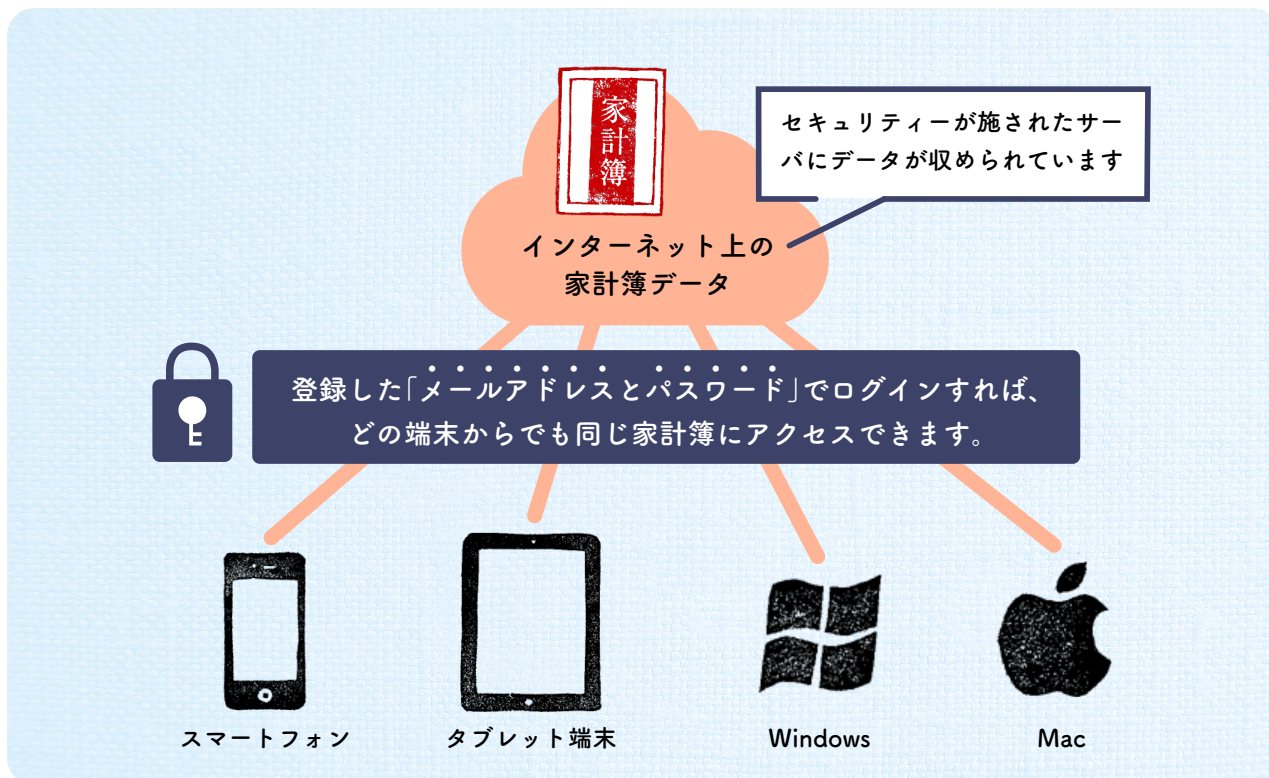 家計簿
セキュリティーが施されたサー
バにデータが収められています
インターネット上の
家計簿データ
登録した「メールアドレスとパスワード」でログインすれば、
どの端末からでも同じ家計簿にアクセスできます。
スマートフォン
タブレット端末
Windows
Mac